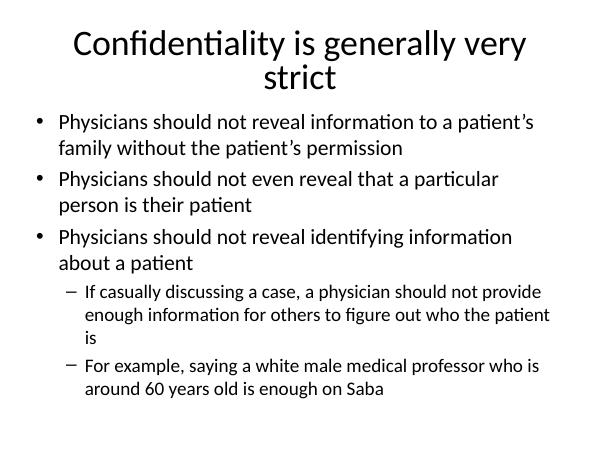 Confidentiality is generally very
strict
• Physicians should not reveal information to a patient’s
family without the patient’s permission
• Physicians should not even reveal that a particular
person is their patient
• Physicians should not reveal identifying information
about a patient
– If casually discussing a case, a physician should not provide
enough information for others to figure out who the patient
is
– For example, saying a white male medical professor who is
around 60 years old is enough on Saba